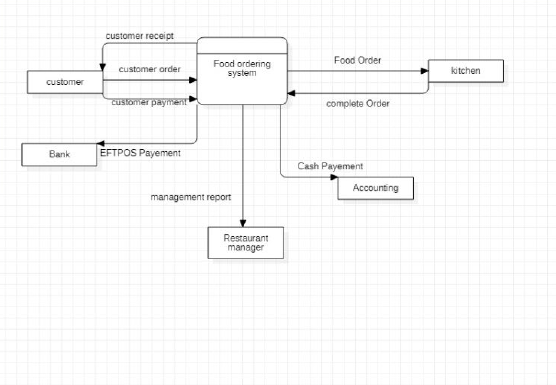 customer receipt
Food Order
customer order
Food ordering
system
kitchen
customer
customer payment
complete Order
Bank
EFTPOS Payement
Cash Payement
Accounting
management report
Restaurant
manager